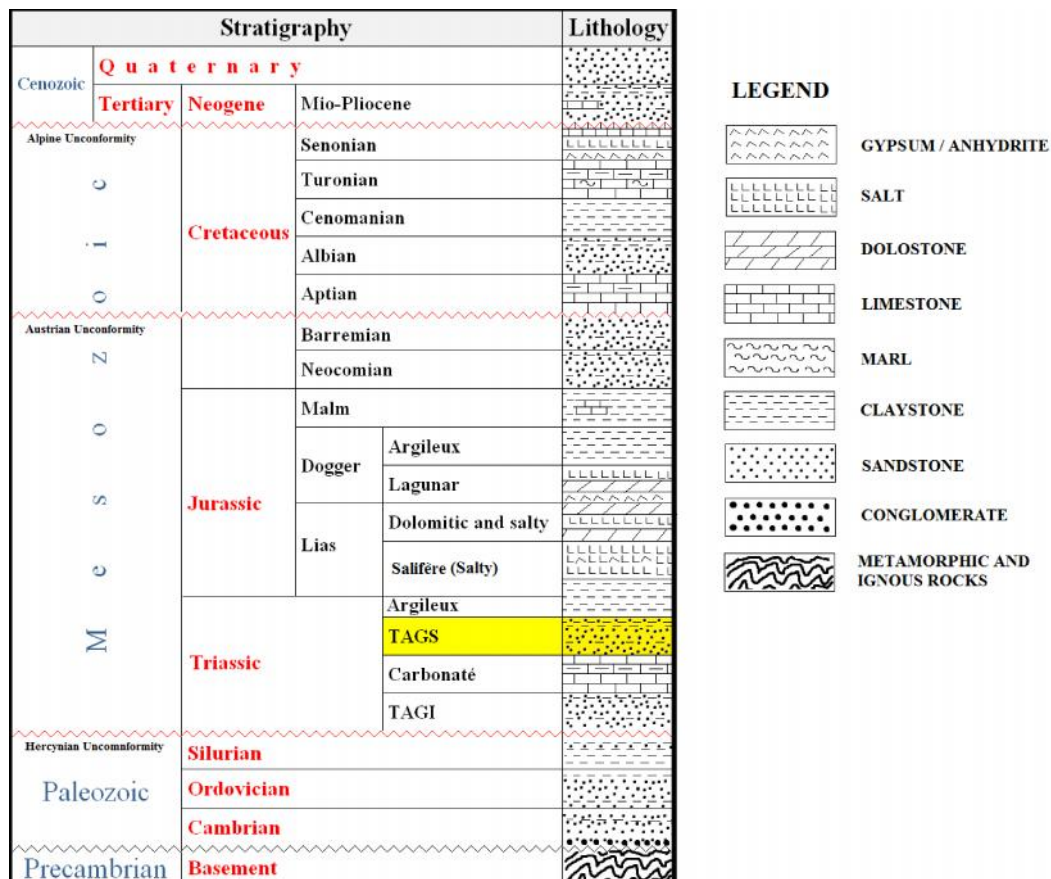 Stratigraphy Lithology
Cenozoic
Quaternary
Tertiary Neogene Mio-Pliocene
Alpine Unconformity
Mesozoic
Cretaceous
Senonian
Turonian
Cenomanian
Albian
Aptian
Austrian Unconformity
Barremian
Neocomian
Jurassic
Malm
Dogger
Argileux
Lagunar
Lias
Dolomitic and salty
Salifère (Salty)
Triassic
Argileux
TAGS
Carbonaté
TAGI
Hercynian Uncomnformity
Paleozoic
Silurian
Ordovician
Cambrian
Precambrian Basement
LEGEND
GYPSUM / ANHYDRITE
SALT
DOLOSTONE
LIMESTONE
MARL
CLAYSTONE
SANDSTONE
CONGLOMERATE
METAMORPHIC AND
IGNOUS ROCKS